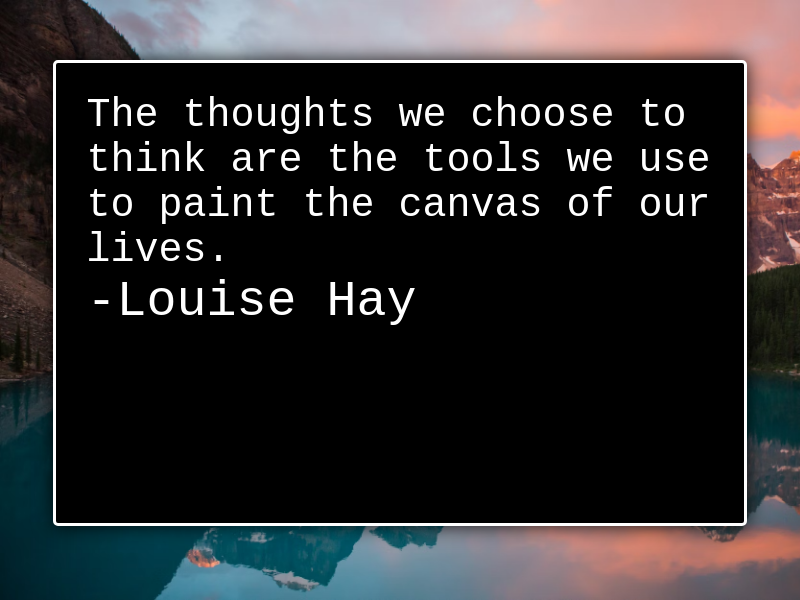 The thoughts we choose to
think are the tools we use
to paint the canvas of our
lives.
-Louise Hay